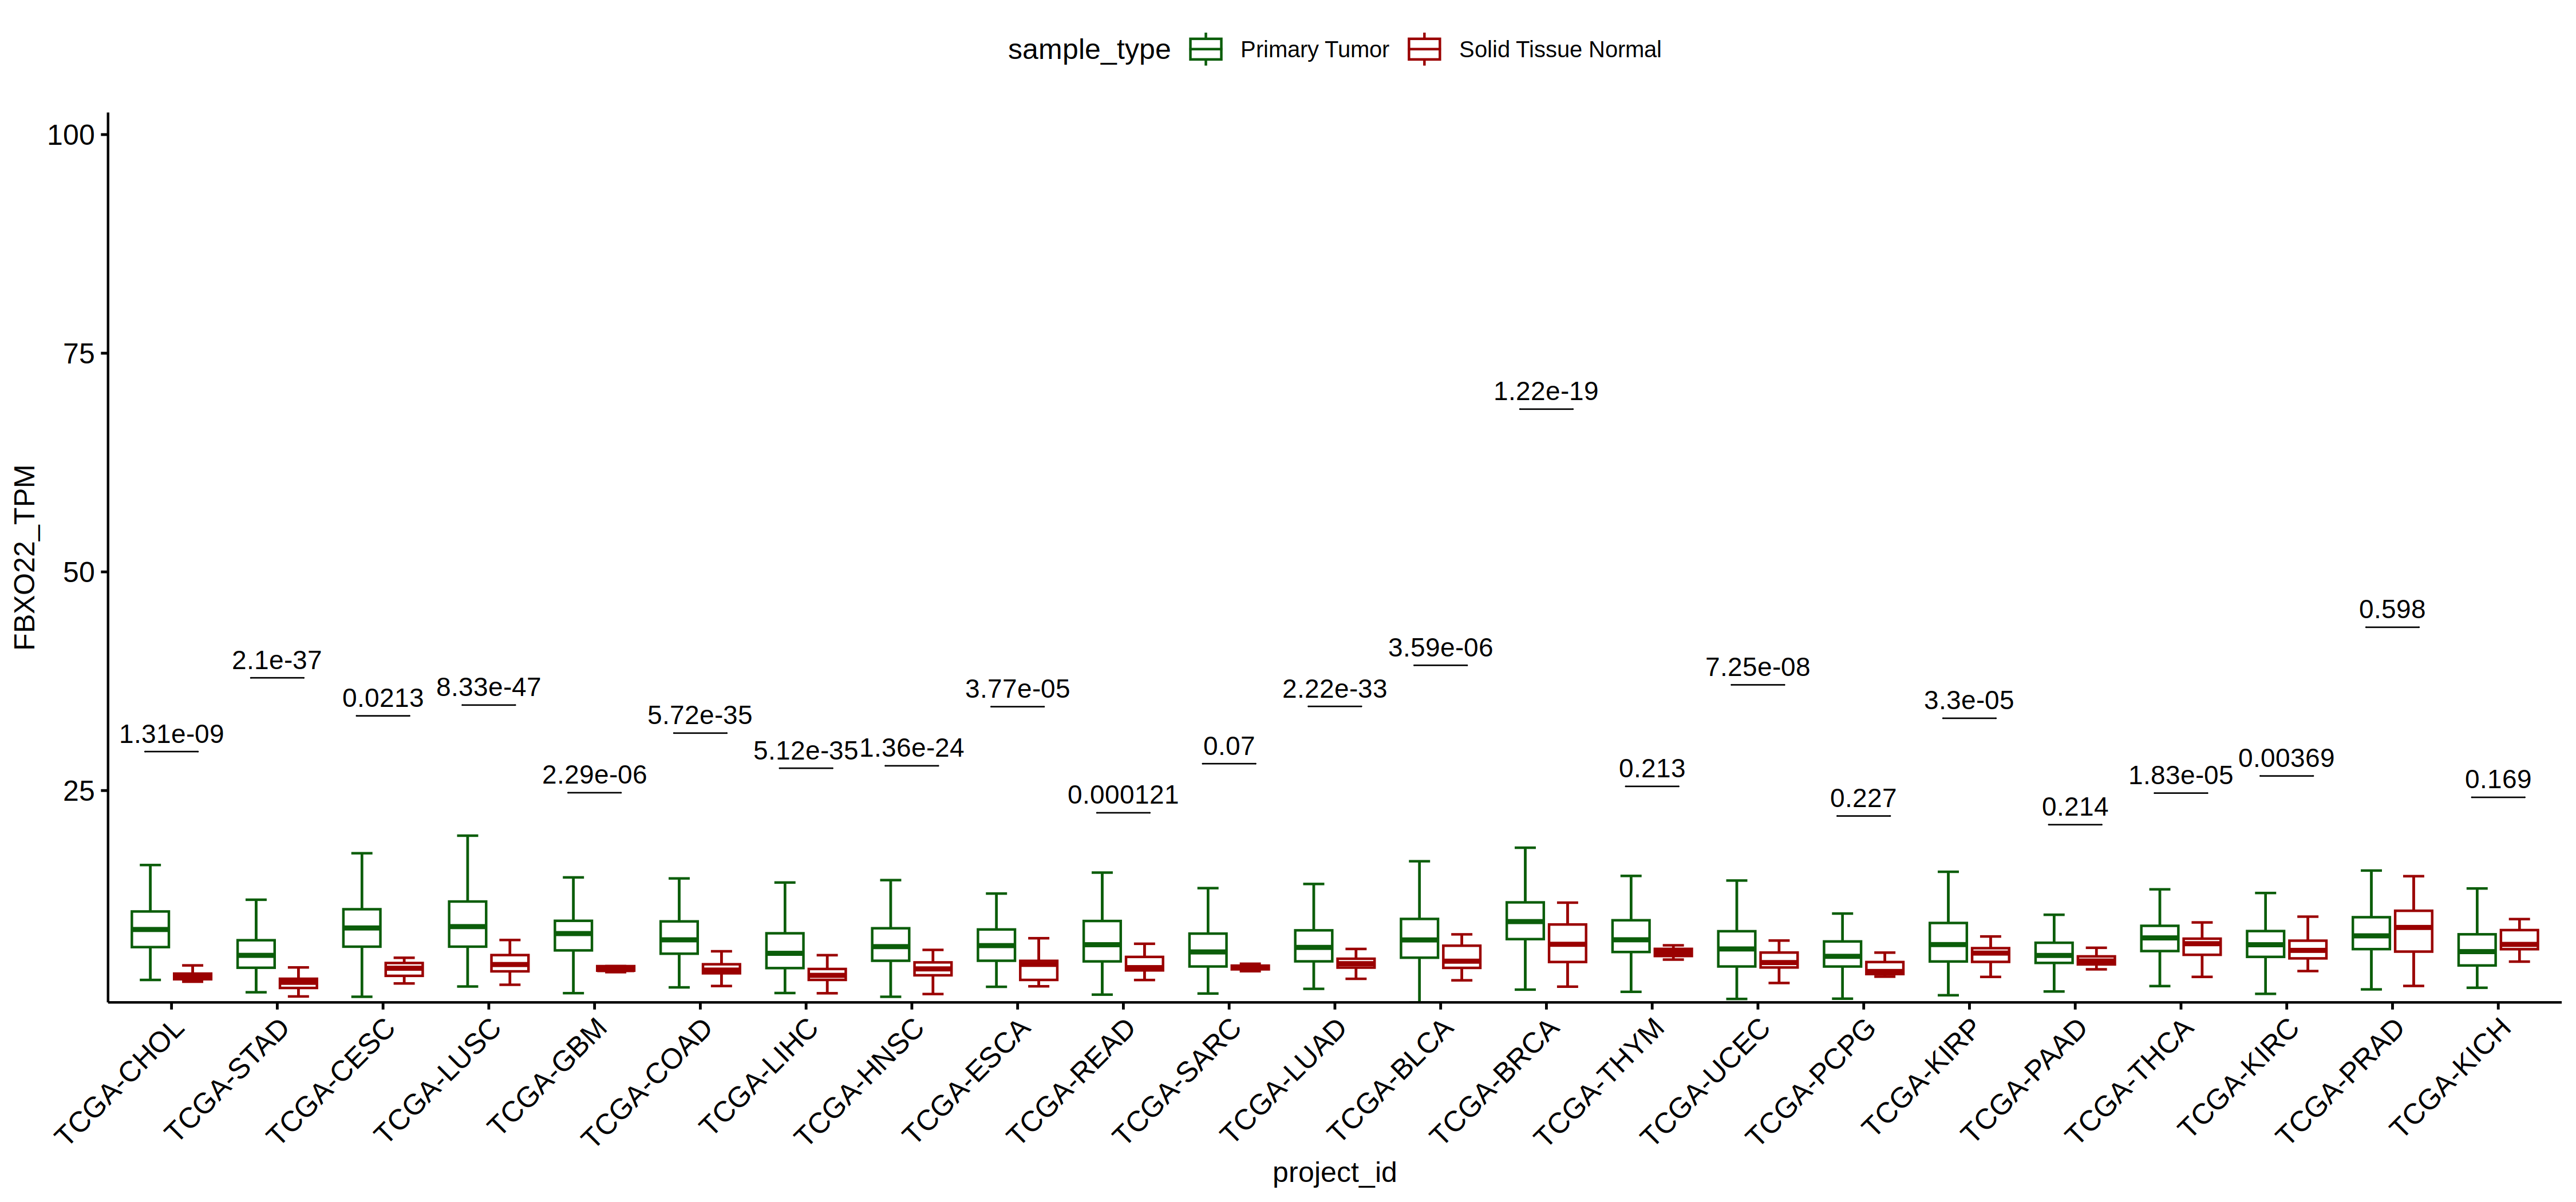 sample_type Primary Tumor Solid Tissue Normal
100
75
50
25
FBXO22_TPM
1.31e-09
2.1e-37
0.0213
8.33e-47
2.29e-06
5.72e-35
5.12e-35
1.36e-24
3.77e-05
0.000121
0.07
2.22e-33
3.59e-06
1.22e-19
0.213
7.25e-08
0.227
3.3e-05
0.214
1.83e-05
0.00369
0.598
0.169
TCGA-CHOL
TCGA-STAD
TCGA-CESC
TCGA-LUSC
TCGA-GBM
TCGA-COAD
TCGA-LIHC
TCGA-HNSC
TCGA-ESCA
TCGA-READ
TCGA-SARC
TCGA-LUAD
TCGA-BLCA
TCGA-BRCA
TCGA-THYM
TCGA-UCEC
TCGA-PCPG
TCGA-KIRP
TCGA-PAAD
TCGA-THCA
TCGA-KIRC
TCGA-PRAD
TCGA-KICH
project_id